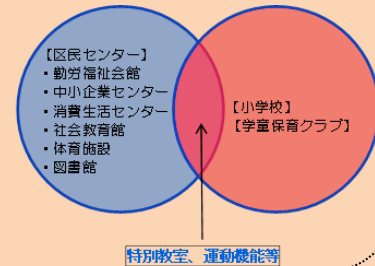 【区民センター】
・勤労福祉会館
・中小企業センター
・消費生活センター
・社会教育館
・体育施設
・図書館
【小学校】
【学童保育クラブ】
特別教室、運動機能等